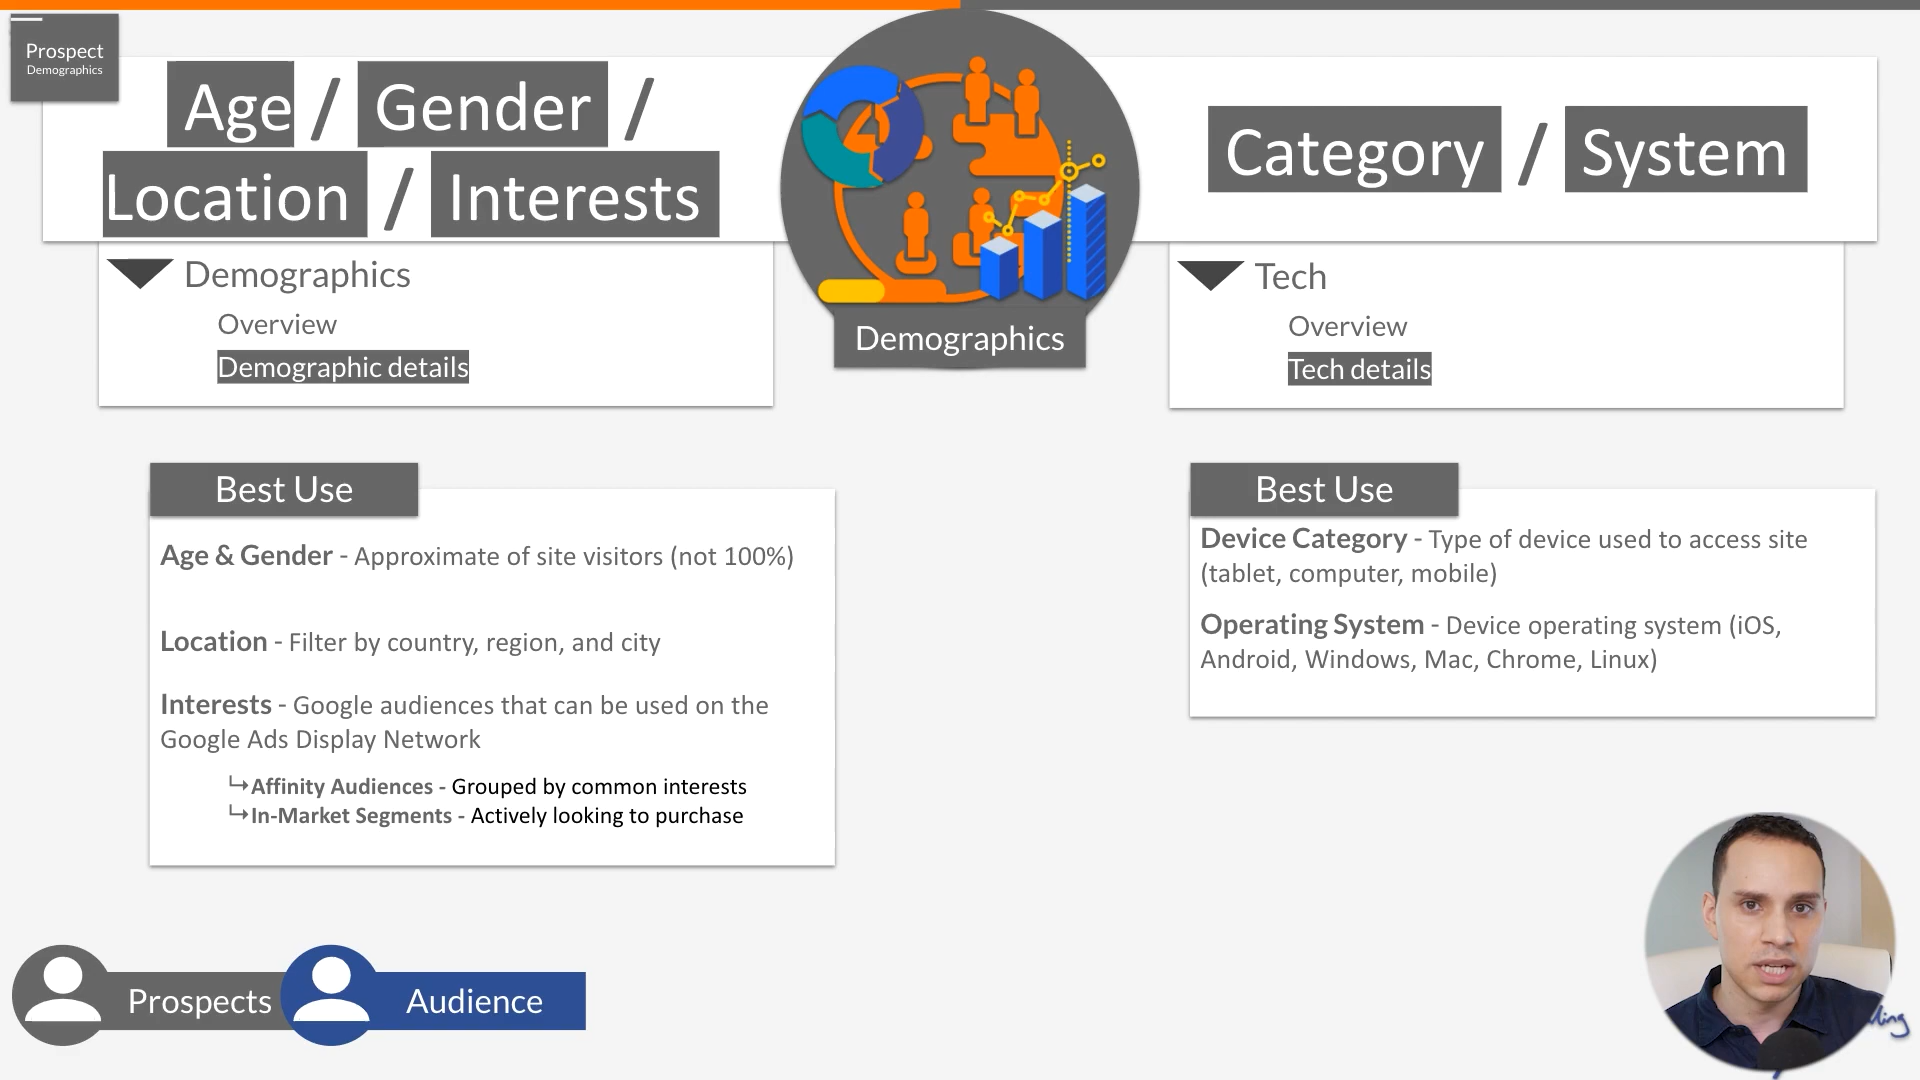 Prospect
Demographics
Age / Gender /
Location / Interests
Category / System
Demographics
Overview
Demographic details
Demographics
Tech
Overview
Tech details
Best Use
Age & Gender - Approximate of site visitors (not 100%)
Location - Filter by country, region, and city
Interests - Google audiences that can be used on the
Google Ads Display Network
↳Affinity Audiences - Grouped by common interests
↳In-Market Segments - Actively looking to purchase
Best Use
Device Category - Type of device used to access site
(tablet, computer, mobile)
Operating System - Device operating system (iOS,
Android, Windows, Mac, Chrome, Linux)
Prospects
Audience